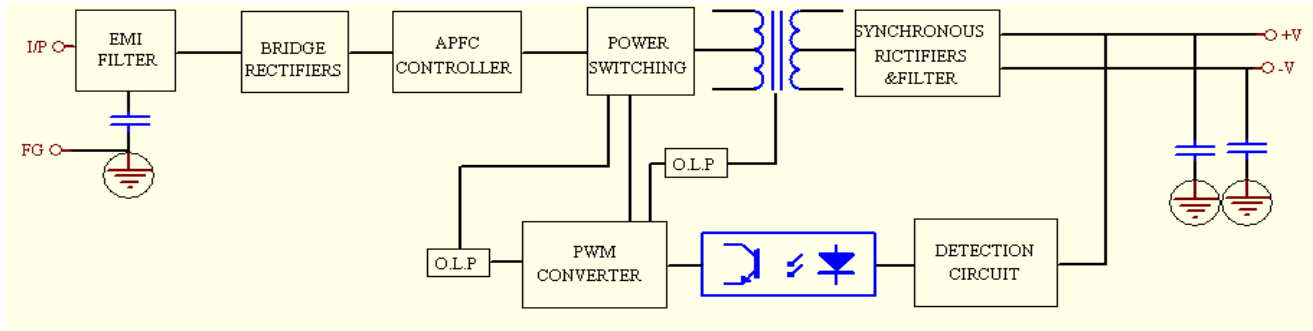 I/P
EMI
FILTER
BRIDGE
RECTIFIERS
APFC
CONTROLLER
POWER
SWITCHING
SYNCHRONOUS
RICTIFIERS
&FILTER
+V
-V
FG
O.L.P
O.L.P
PWM
CONVERTER
DETECTION
CIRCUIT